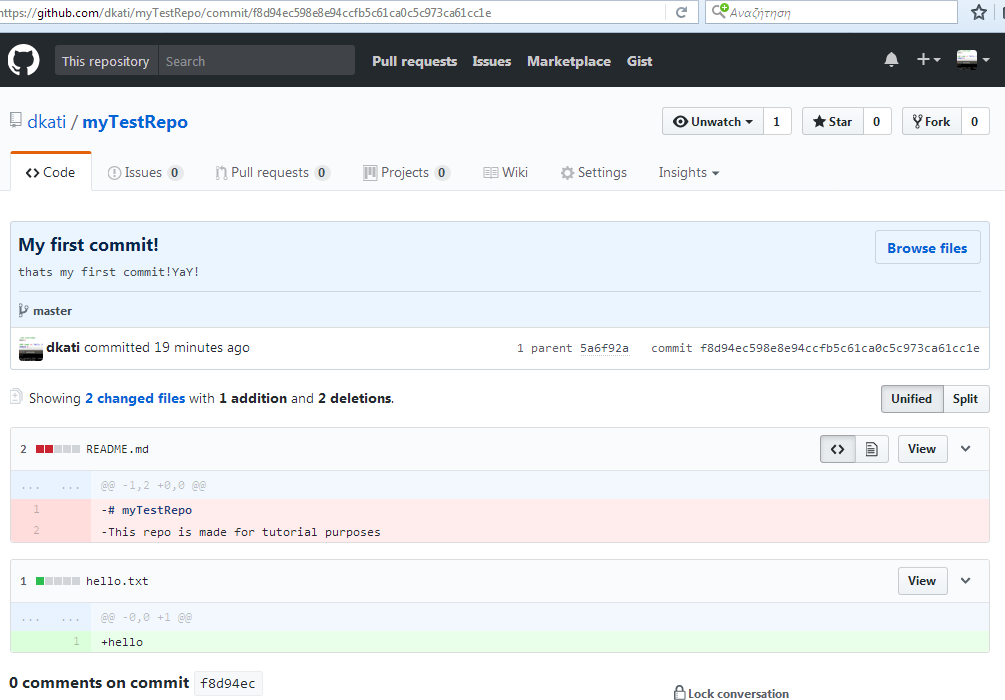 https://github.com/dkati/myTestRepo/commit/f8d94ec598e8e94ccfb5c61ca0c5c973ca61cc1e
Αναζήτηση
This repository Search Pull requests Issues Marketplace Gist
dkati / myTestRepo
Unwatch 1 Star 0 Fork 0
Code Issues 0 Pull requests 0 Projects 0 Wiki Settings Insights
My first commit!
Browse files
thats my first commit!YaY!
master
dkati committed 19 minutes ago 1 parent 5a6f92a commit f8d94ec598e8e94ccfb5c61ca0c5c973ca61cc1e
Showing 2 changed files with 1 addition and 2 deletions. Unified Split
2 README.md View
... ... @@ -1,2 +0,0 @@
1 -# myTestRepo
2 -This repo is made for tutorial purposes
1 hello.txt View
... ... @@ -0,0 +1 @@
1 +hello
0 comments on commit f8d94ec
Lock conversation